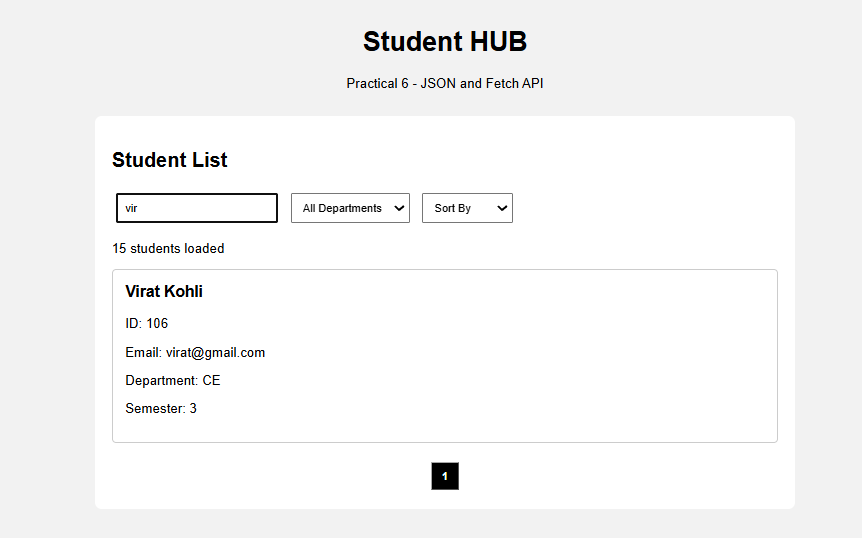 Student HUB
Practical 6 - JSON and Fetch API
Student List
vir All Departments Sort By
15 students loaded
Virat Kohli
ID: 106
Email: virat@gmail.com
Department: CE
Semester: 3
1